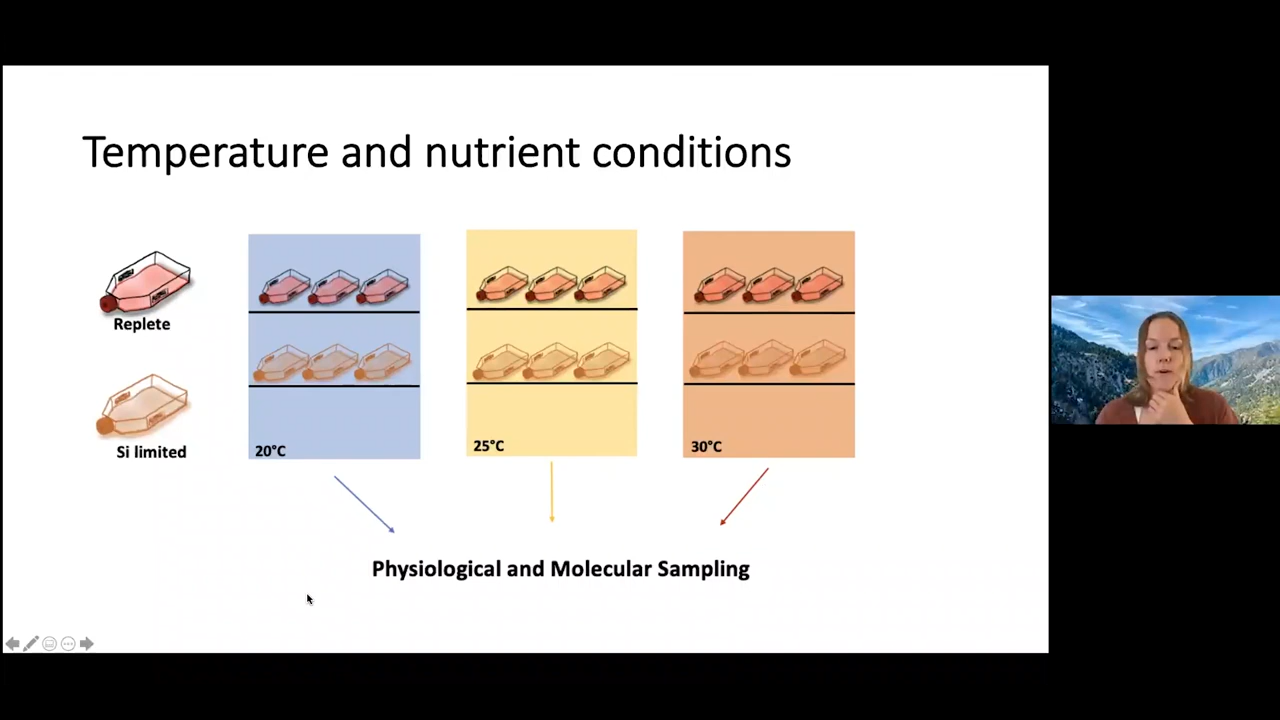 Temperature and nutrient conditions
Replete
Si limited
20°C
25°C
30°C
Physiological and Molecular Sampling